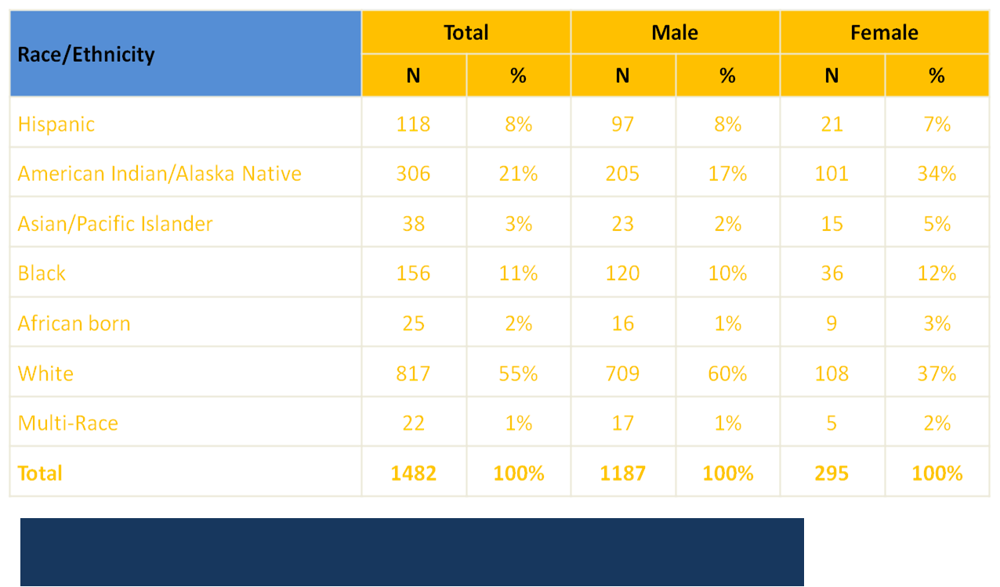 Race/Ethnicity Total Male Female
N % N % N %
Hispanic 118 8% 97 8% 21 7%
American Indian/Alaska Native 306 21% 205 17% 101 34%
Asian/Pacific Islander 38 3% 23 2% 15 5%
Black 156 11% 120 10% 36 12%
African born 25 2% 16 1% 9 3%
White 817 55% 709 60% 108 37%
Multi-Race 22 1% 17 1% 5 2%
Total 1482 100% 1187 100% 295 100%